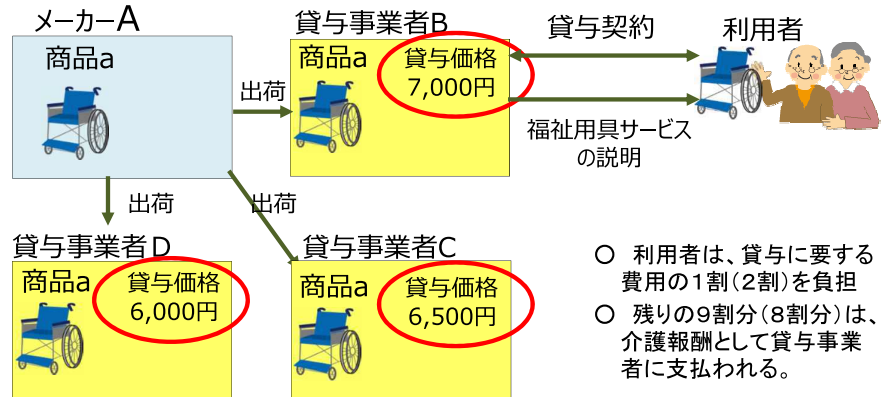 メーカーA
商品a
出荷
貸与事業者B
商品a
貸与価格
7,000円
貸与契約
利用者
福祉用具サービス
の説明
出荷
出荷
貸与事業者D
商品a
貸与価格
6,000円
貸与事業者C
商品a
貸与価格
6,500円
○ 利用者は、貸与に要する
費用の1割(2割)を負担
○ 残りの9割分(8割分)は、
介護報酬として貸与事業
者に支払われる。